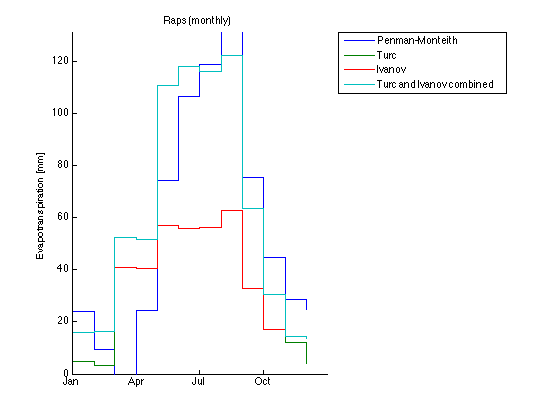 Raps (monthly)
Penman-Monteith
Turc
Ivanov
Turc and Ivanov combined
Evapotranspiration [mm]
120
100
80
60
40
20
0
Jan Apr Jul Oct